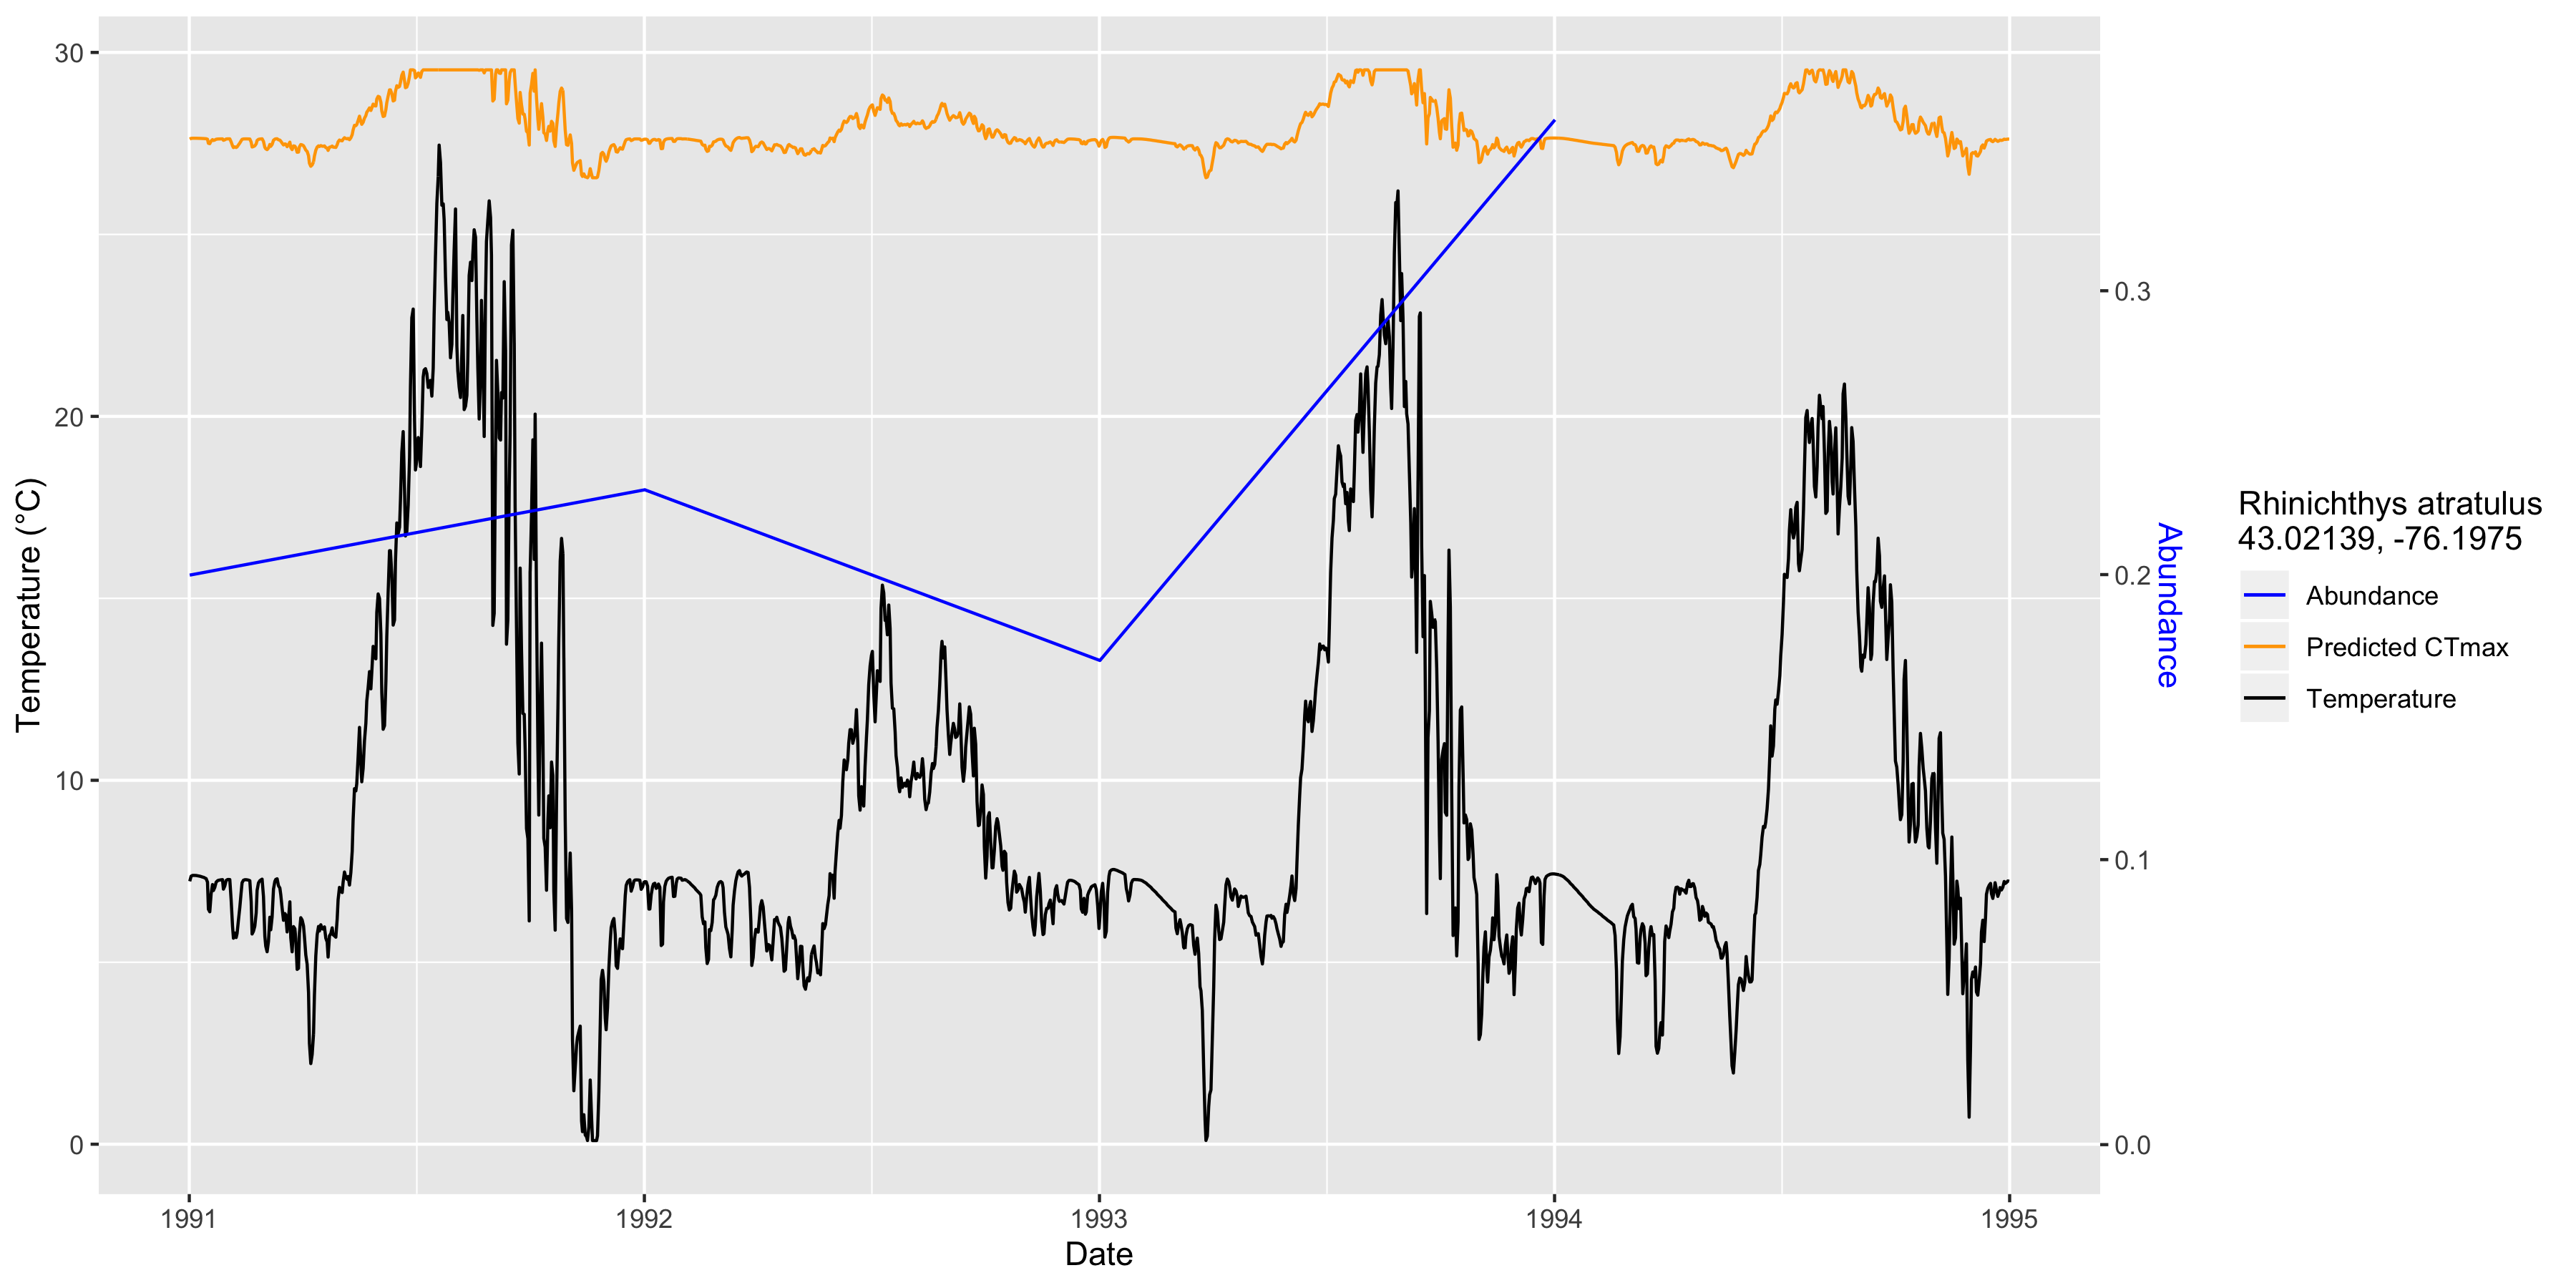 30
20
10
0
Temperature (°C)
1991
1992
1993
1994
1995
Date
0.3
0.2
0.1
0.0
Abundance
Rhinichthys atratulus
43.02139, -76.1975
Abundance
Predicted CTmax
Temperature